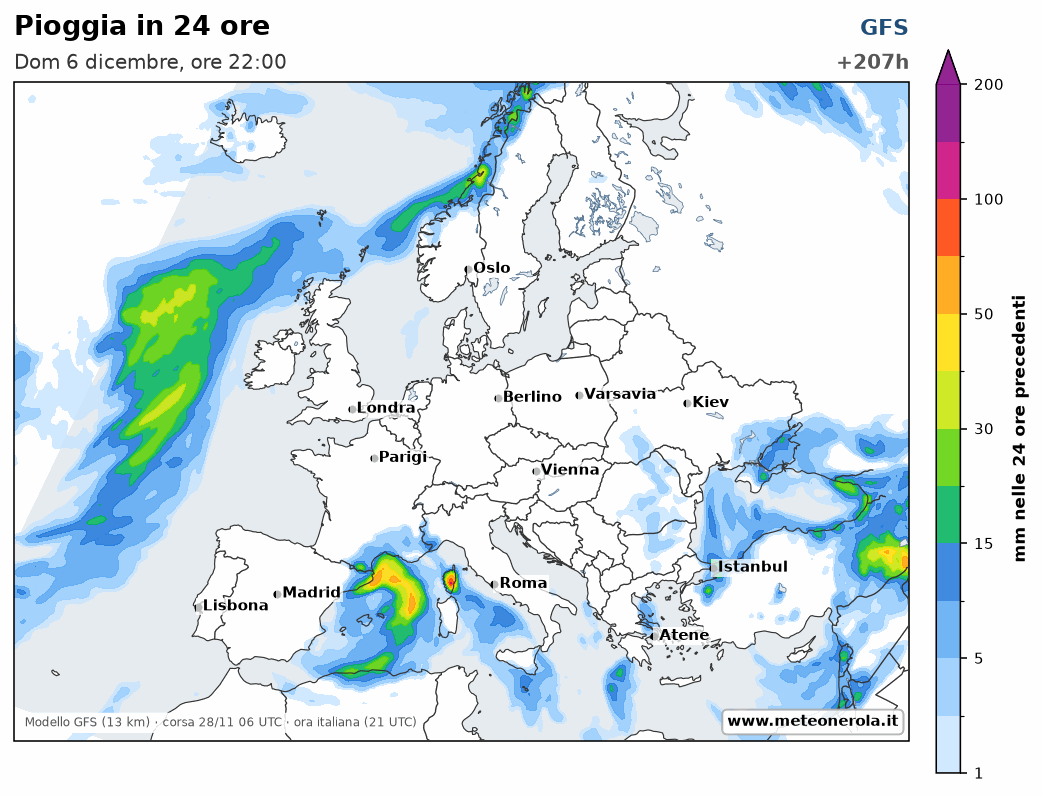 Pioggia in 24 ore
GFS
Dom 6 dicembre, ore 22:00
+207h
200
100
50
30
15
5
1
mm nelle 24 ore precedenti
Oslo
Berlino
Varsavia
Kiev
Londra
Parigi
Vienna
Istanbul
Roma
Madrid
Lisbona
Atene
Modello GFS (13 km) · corsa 28/11 06 UTC · ora italiana (21 UTC)
www.meteonerola.it